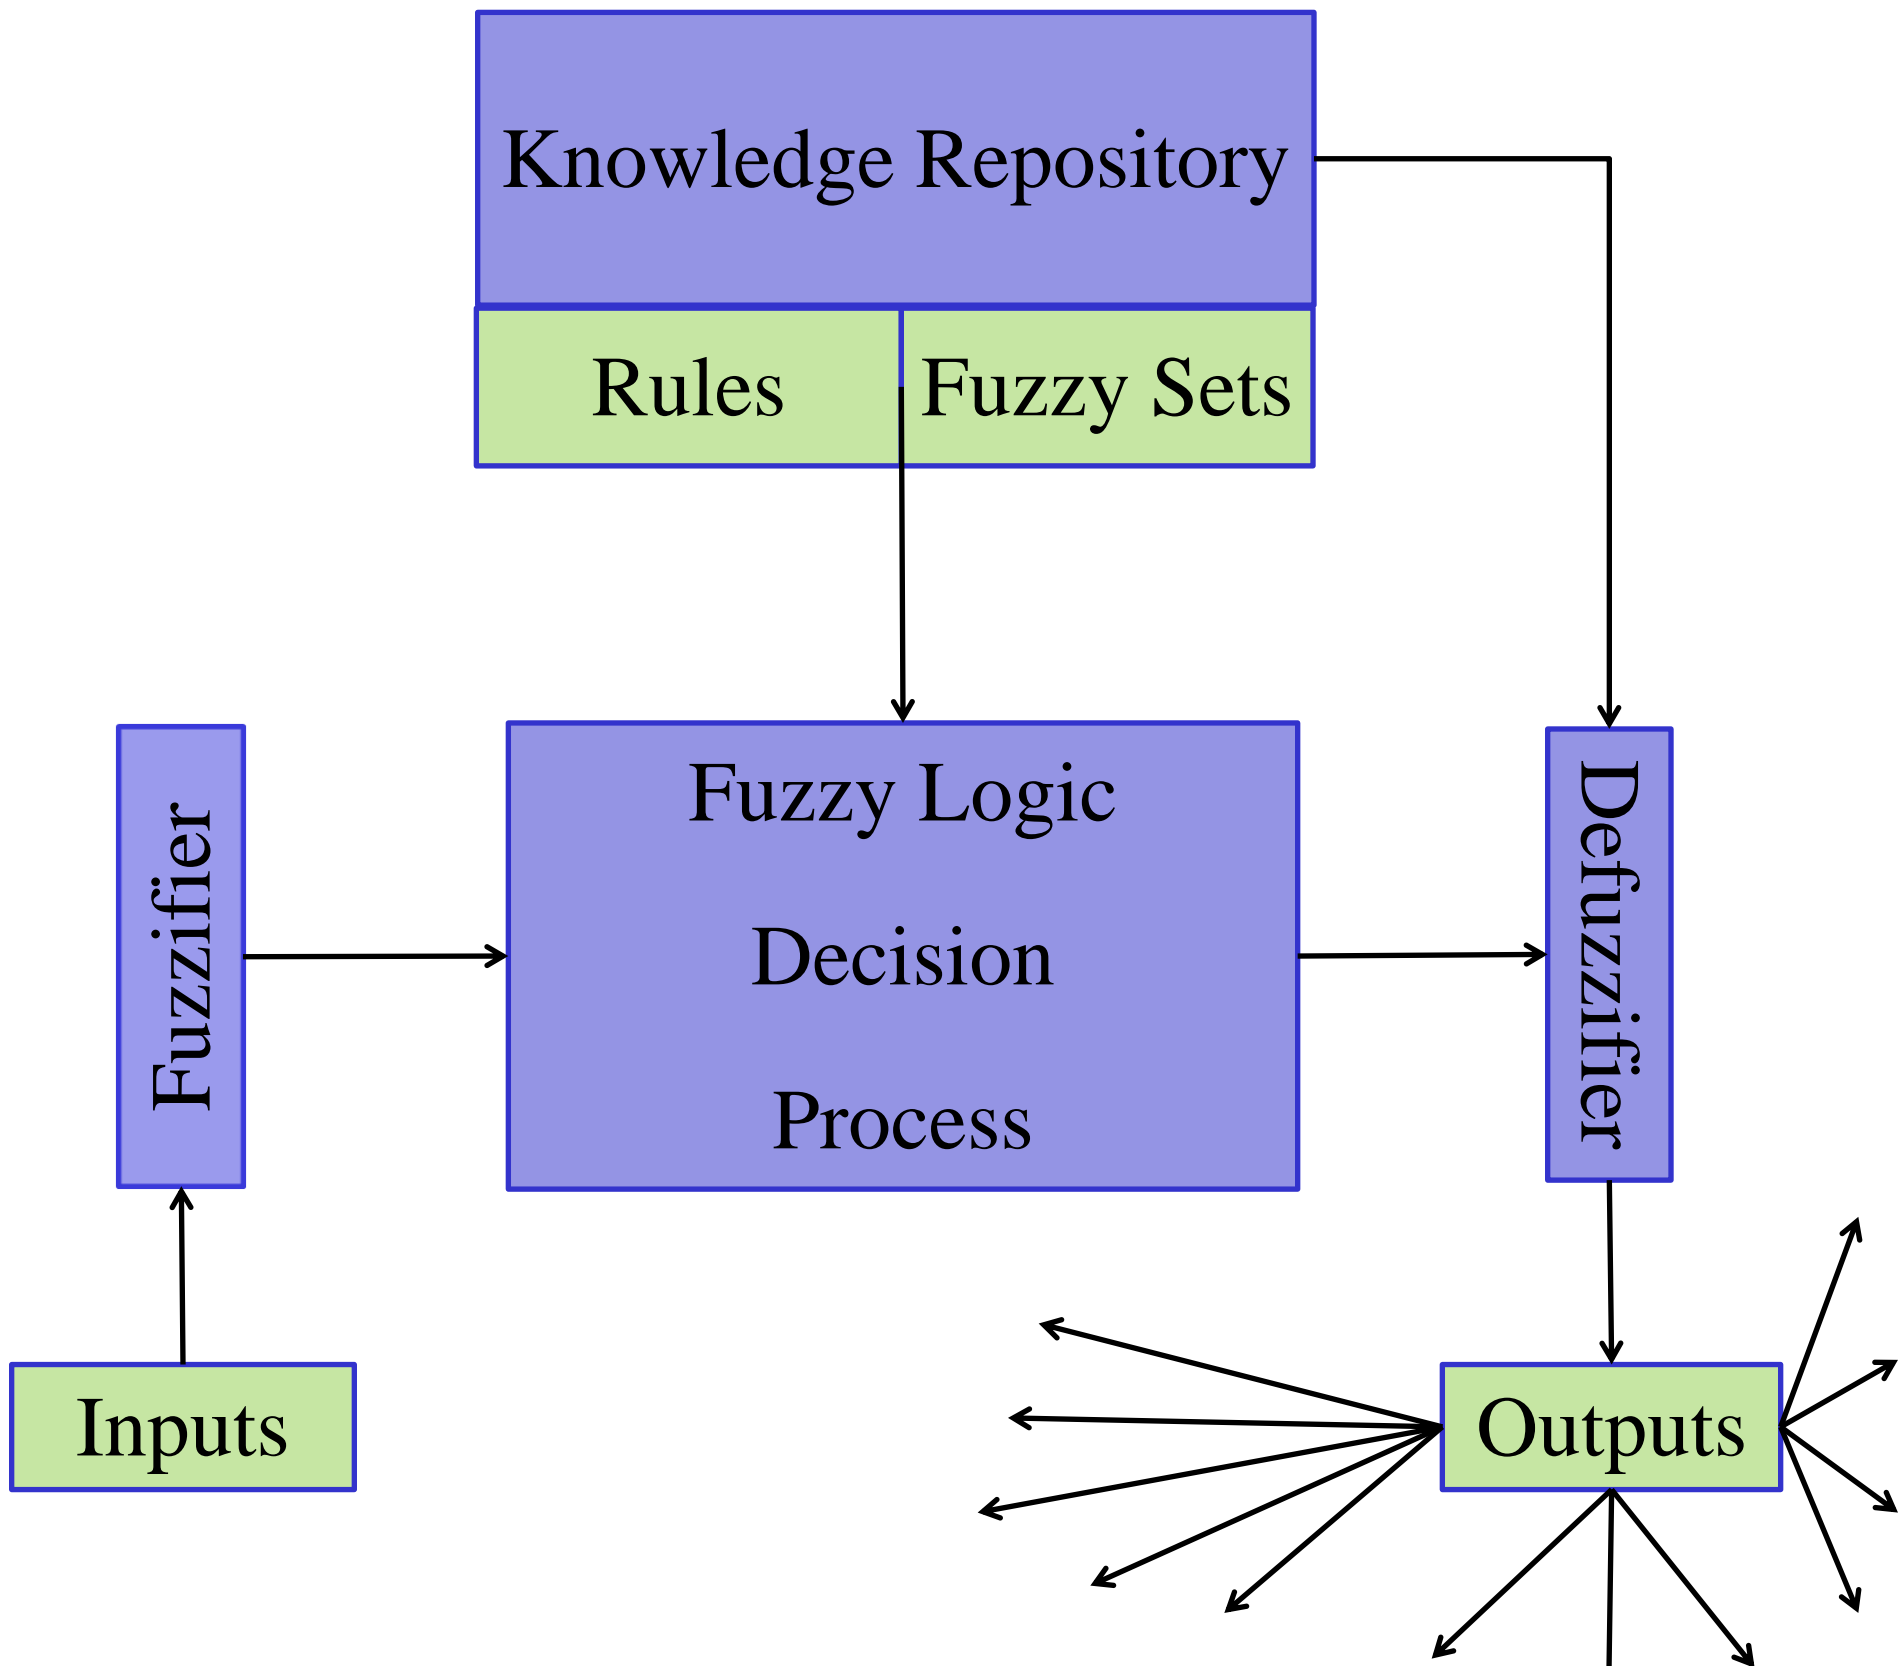 Knowledge Repository
Rules
Fuzzy Sets
Fuzzifier
Fuzzy Logic
Decision
Process
Defuzzifier
Inputs
Outputs